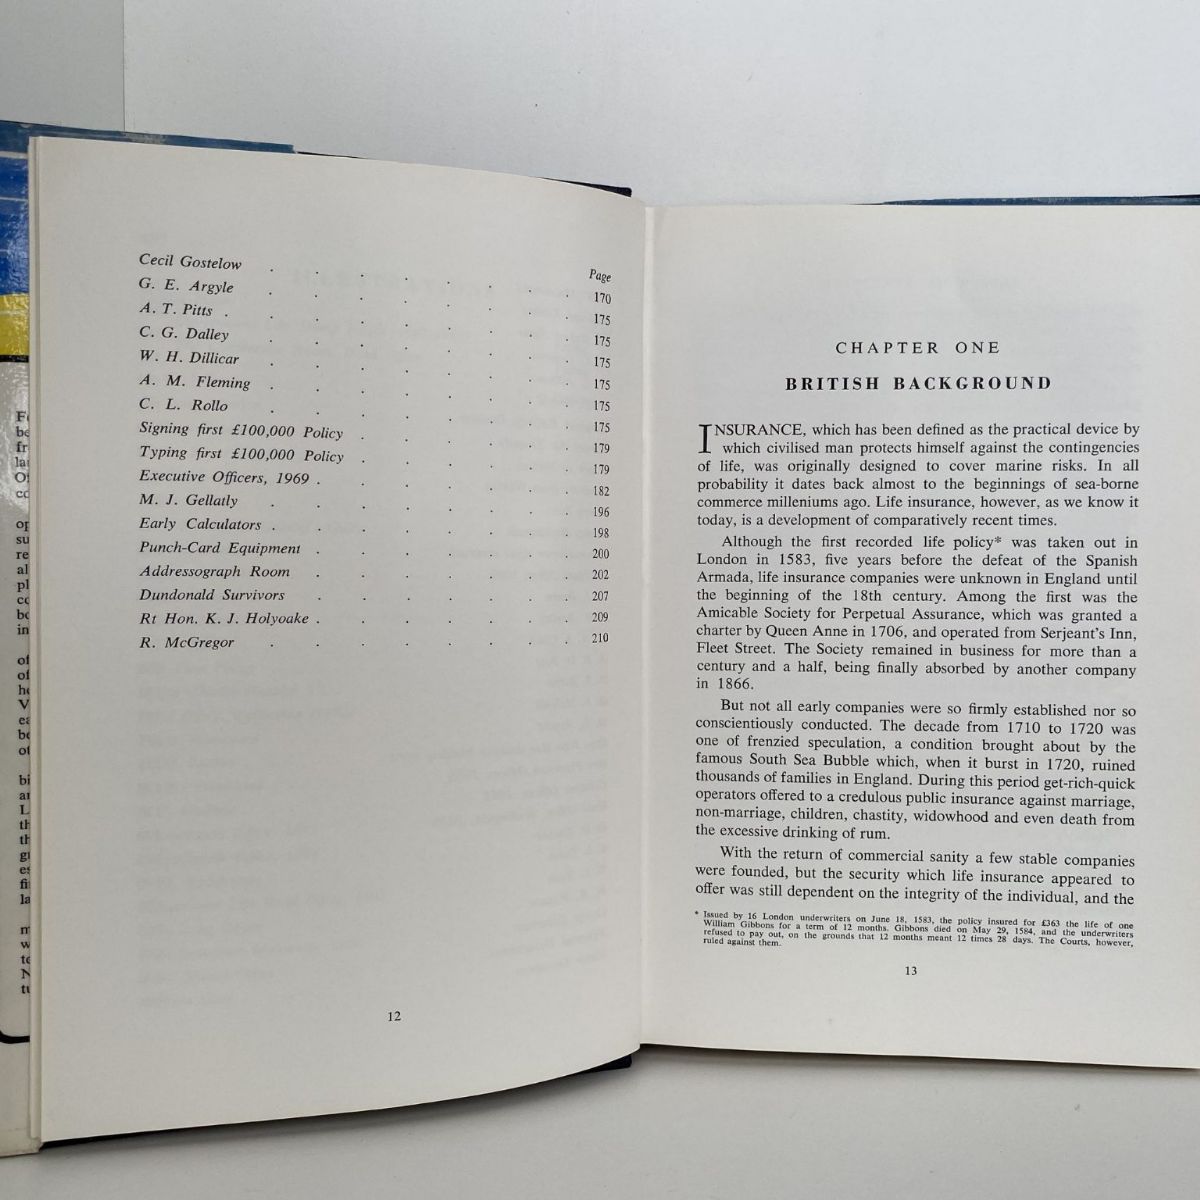 Page
Cecil Gostelow . . . . . . . . 170
G. E. Argyle . . . . . . . . 175
A. T. Pitts . . . . . . . . . 175
C. G. Dalley . . . . . . . . 175
W. H. Dillicar . . . . . . . . 175
A. M. Fleming . . . . . . . . 175
C. L. Rollo . . . . . . . . 175
Signing first £100,000 Policy . . . . . . 179
Typing first £100,000 Policy . . . . . . 179
Executive Officers, 1969 . . . . . . . 182
M. J. Gellatly . . . . . . . . 196
Early Calculators . . . . . . . . 198
Punch-Card Equipment . . . . . . . 200
Addressograph Room . . . . . . . 202
Dundonald Survivors . . . . . . . 207
Rt Hon. K. J. Holyoake . . . . . . . 209
R. McGregor . . . . . . . . 210
12
CHAPTER ONE
BRITISH BACKGROUND
INSURANCE, which has been defined as the practical device by
which civilised man protects himself against the contingencies
of life, was originally designed to cover marine risks. In all
probability it dates back almost to the beginnings of sea-borne
commerce milleniums ago. Life insurance, however, as we know it
today, is a development of comparatively recent times.
Although the first recorded life policy* was taken out in
London in 1583, five years before the defeat of the Spanish
Armada, life insurance companies were unknown in England until
the beginning of the 18th century. Among the first was the
Amicable Society for Perpetual Assurance, which was granted a
charter by Queen Anne in 1706, and operated from Serjeant's Inn,
Fleet Street. The Society remained in business for more than a
century and a half, being finally absorbed by another company
in 1866.
But not all early companies were so firmly established nor so
conscientiously conducted. The decade from 1710 to 1720 was
one of frenzied speculation, a condition brought about by the
famous South Sea Bubble which, when it burst in 1720, ruined
thousands of families in England. During this period get-rich-quick
operators offered to a credulous public insurance against marriage,
non-marriage, children, chastity, widowhood and even death from
the excessive drinking of rum.
With the return of commercial sanity a few stable companies
were founded, but the security which life insurance appeared to
offer was still dependent on the integrity of the individual, and the
* Issued by 16 London underwriters on June 18, 1583, the policy insured for £363 the life of one
William Gibbons for a term of 12 months. Gibbons died on May 29, 1584, and the underwriters
refused to pay out, on the grounds that 12 months meant 12 times 28 days. The Courts, however,
ruled against them.
13